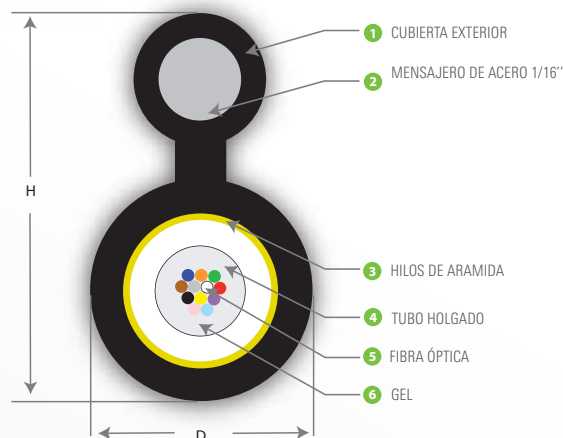 1 CUBIERTA EXTERIOR
2 MENSAJERO DE ACERO 1/16’’
H
3 HILOS DE ARAMIDA
4 TUBO HOLGADO
5 FIBRA ÓPTICA
6 GEL
D